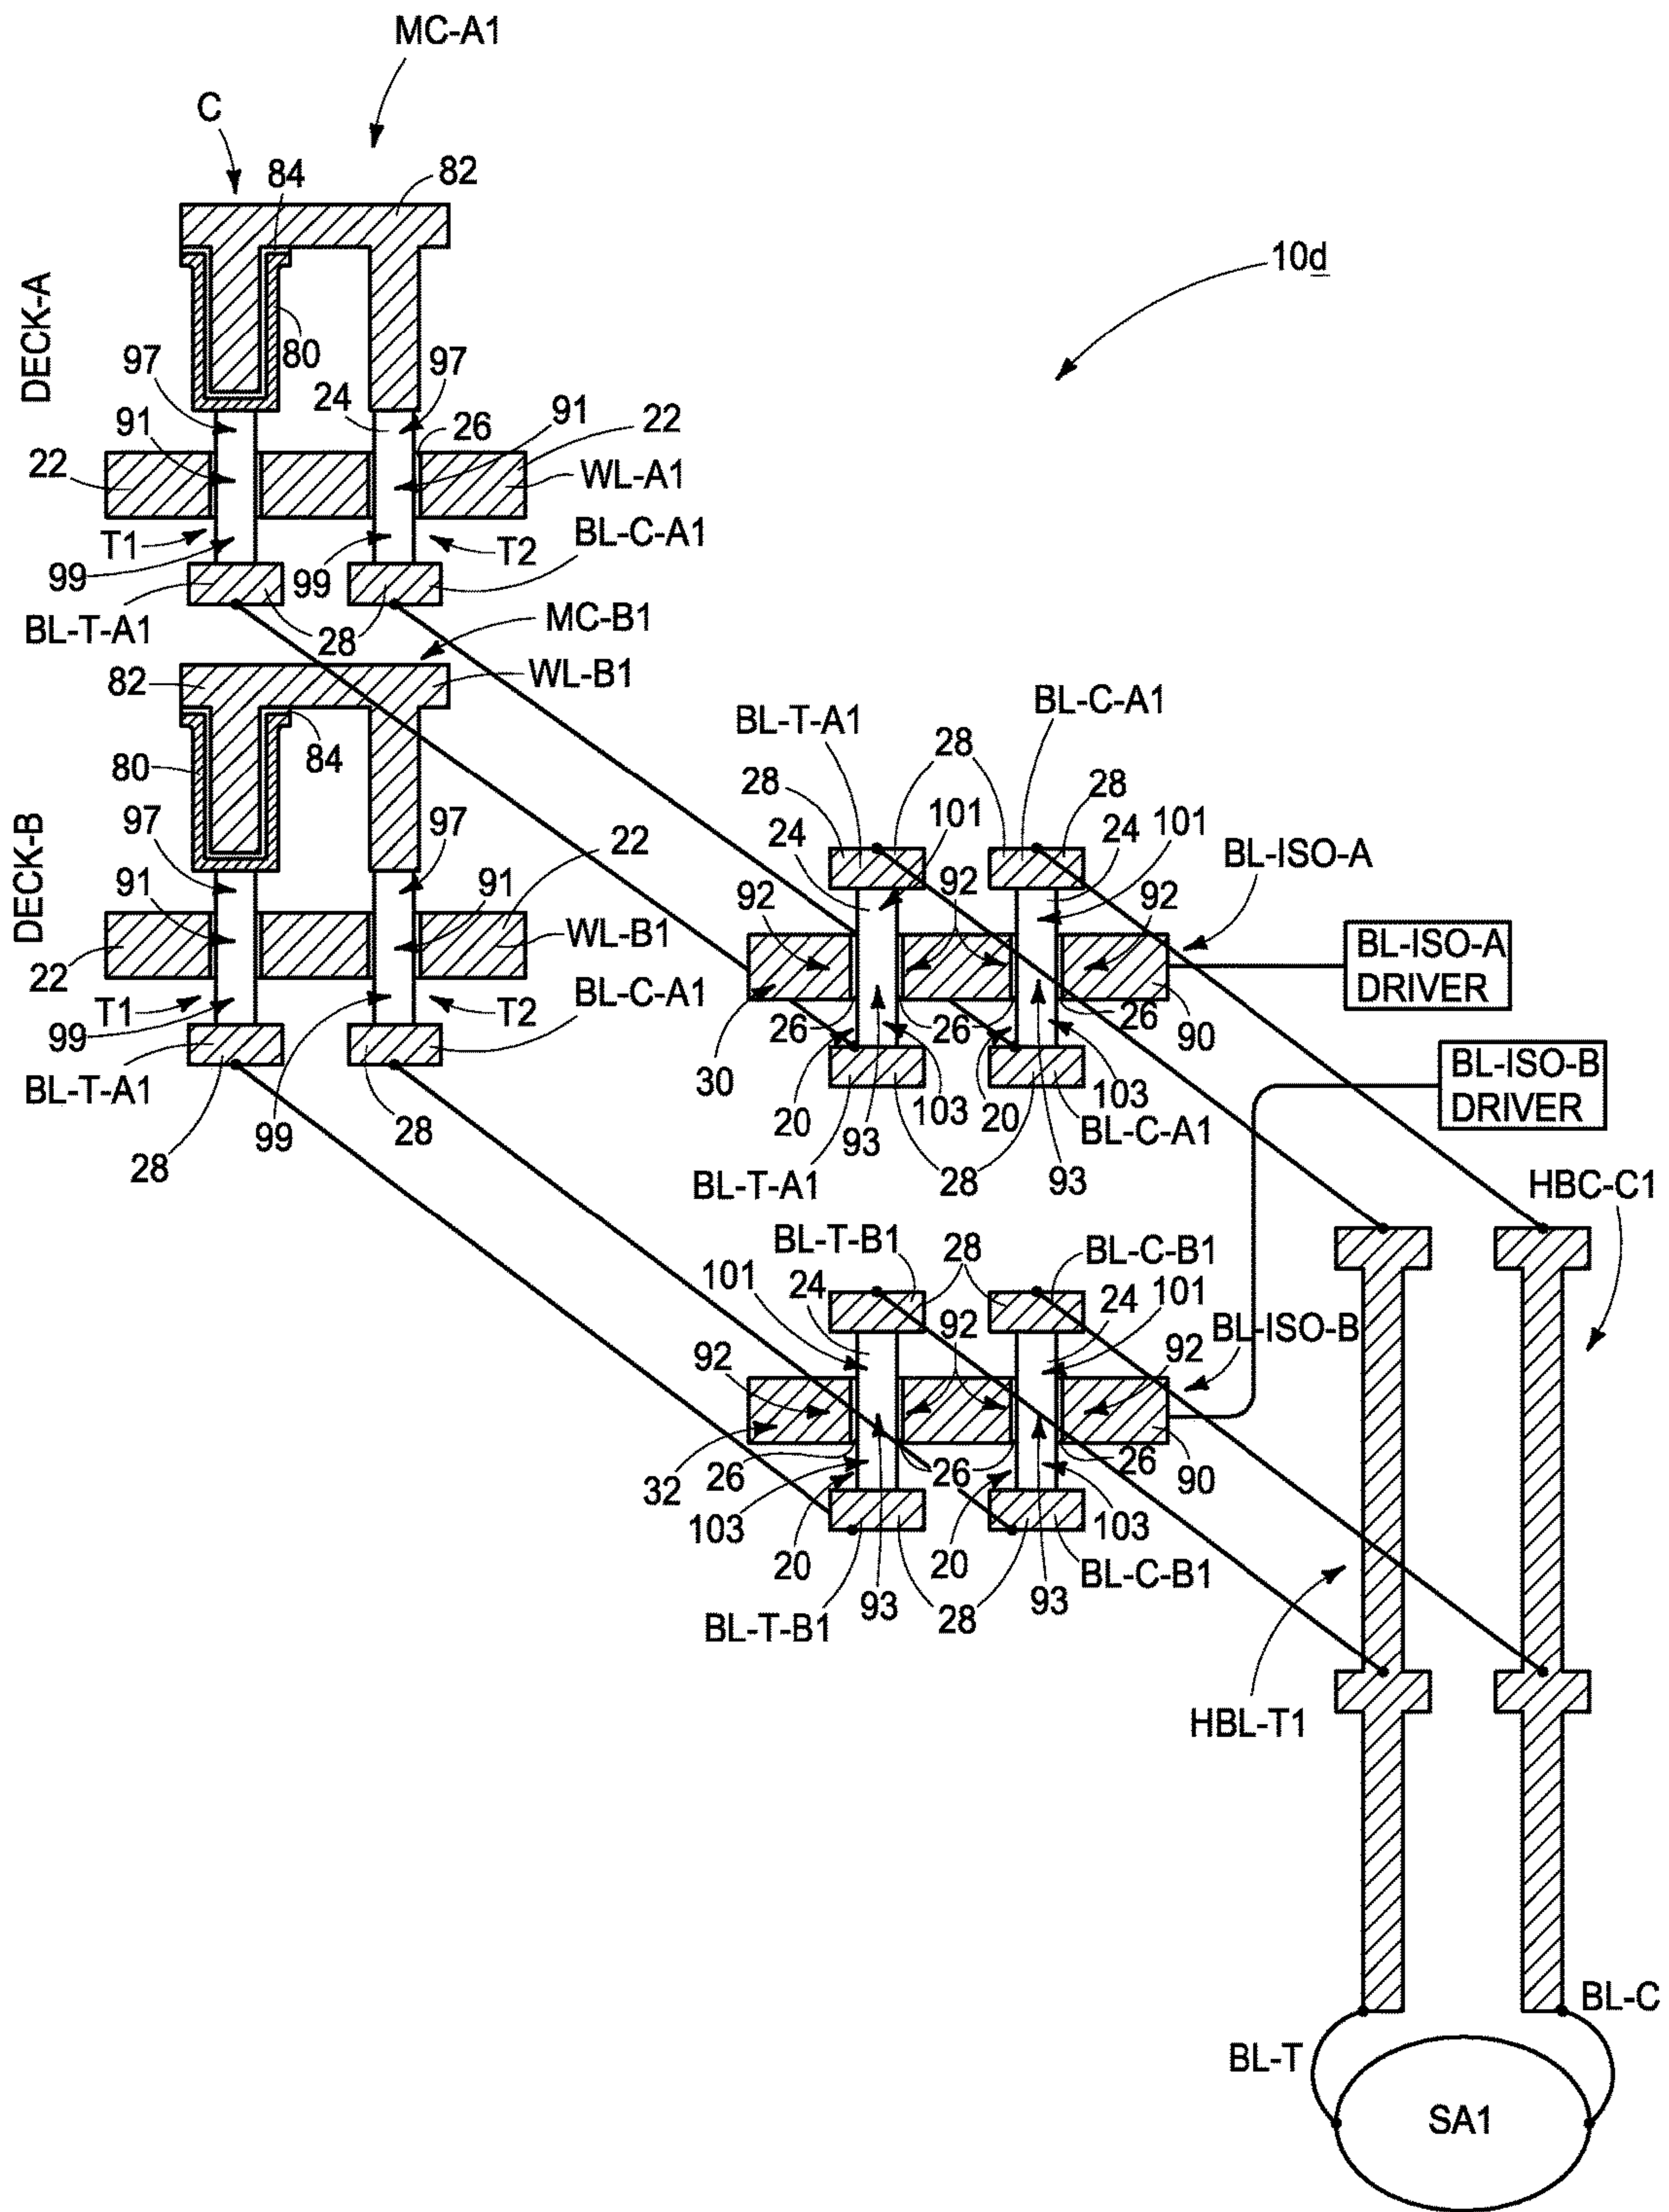 MC-A1
C
84
82
10d
DECK-A
80
97
24
97
91
26
91
22
22
WL-A1
T1
99
99
T2
BL-C-A1
BL-T-A1
28
MC-B1
82
WL-B1
80
84
DECK-B
97
97
22
91
91
WL-B1
22
T1
99
T2
BL-C-A1
BL-T-A1
28
99
28
BL-T-A1
BL-C-A1
28
28
28
24
101
24
101
BL-ISO-A
92
92
92
BL-ISO-A
DRIVER
26
26
26
90
30
20
93
103
20
93
103
BL-C-A1
BL-T-A1
28
BL-ISO-B
DRIVER
HBC-C1
BL-T-B1
28
BL-C-B1
101
24
24
101
92
92
92
BL-ISO-B
26
26
26
90
32
103
20
93
20
93
103
BL-C-B1
BL-T-B1
28
HBL-T1
BL-C
BL-T
SA1